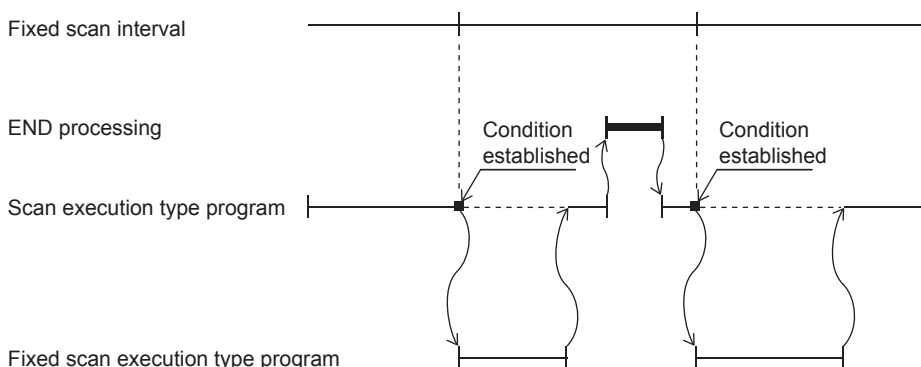 Fixed scan interval
END processing
Condition
established
Condition
established
Scan execution type program
Fixed scan execution type program